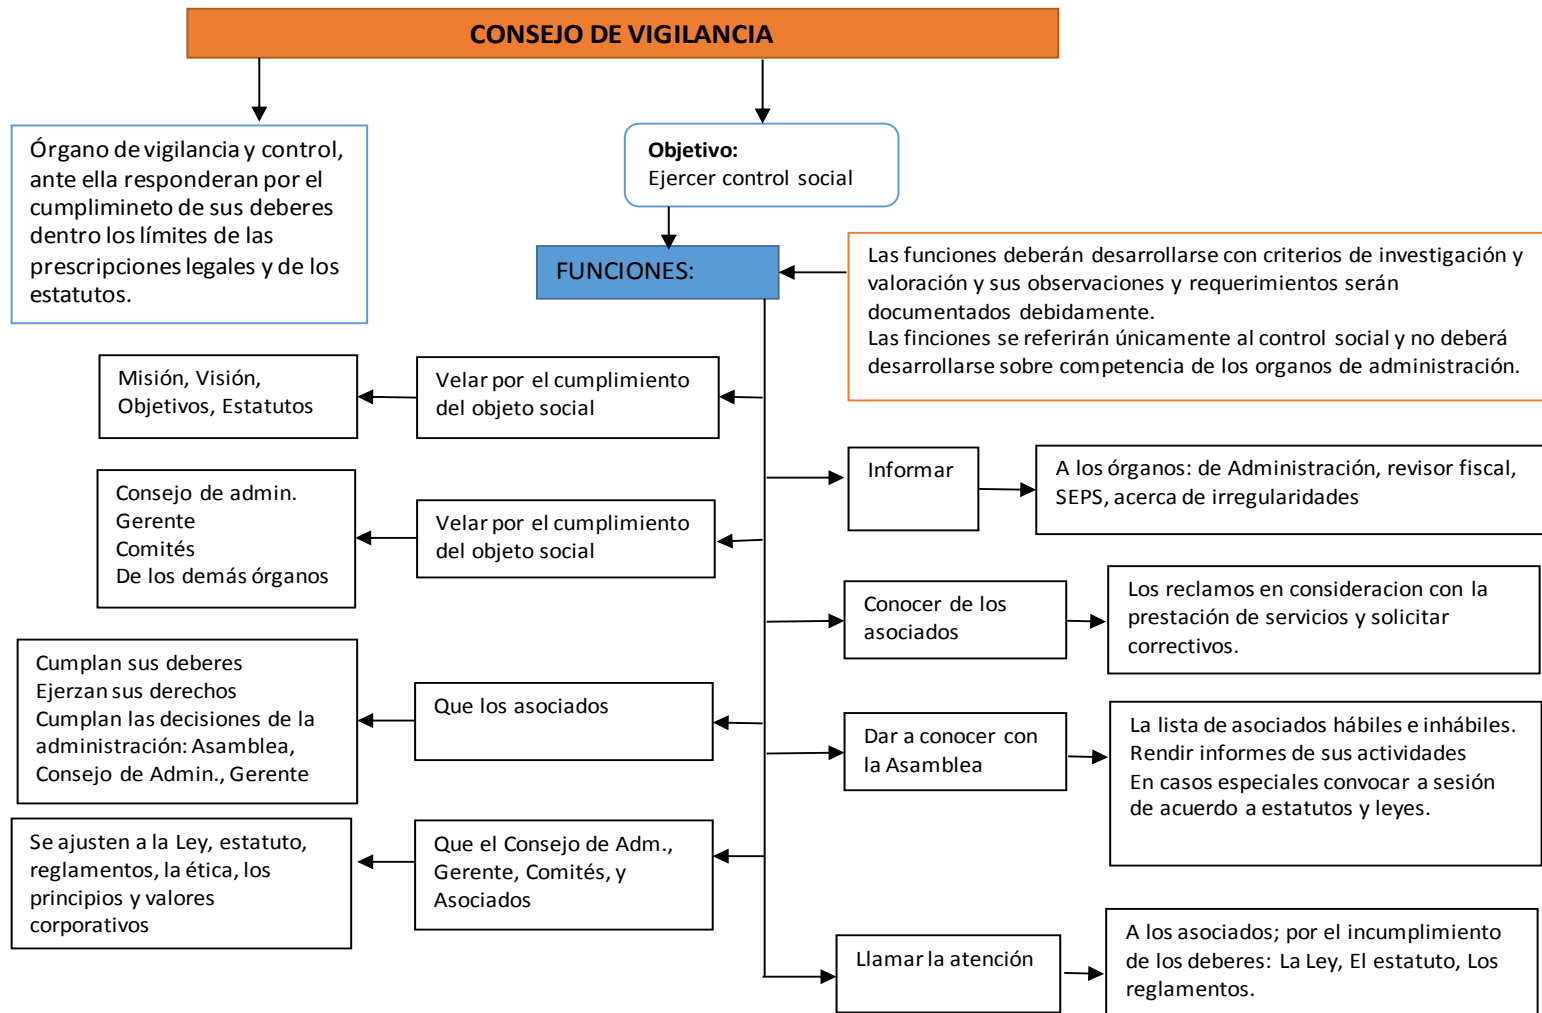 CONSEJO DE VIGILANCIA
Órgano de vigilancia y control,
ante ella responderan por el
cumplimineto de sus deberes
dentro los límites de las
prescripciones legales y de los
estatutos.
Objetivo:
Ejercer control social
FUNCIONES:
Las funciones deberán desarrollarse con criterios de investigación y
valoración y sus observaciones y requerimientos serán
documentados debidamente.
Las finciones se referirán únicamente al control social y no deberá
desarrollarse sobre competencia de los organos de administración.
Misión, Visión,
Objetivos, Estatutos
Velar por el cumplimiento
del objeto social
Informar
A los órganos: de Administración, revisor fiscal,
SEPS, acerca de irregularidades
Consejo de admin.
Gerente
Comités
De los demás órganos
Velar por el cumplimiento
del objeto social
Conocer de los
asociados
Los reclamos en consideracion con la
prestación de servicios y solicitar
correctivos.
Cumplan sus deberes
Ejerzan sus derechos
Cumplan las decisiones de la
administración: Asamblea,
Consejo de Admin., Gerente
Que los asociados
Dar a conocer con
la Asamblea
La lista de asociados hábiles e inhábiles.
Rendir informes de sus actividades
En casos especiales convocar a sesión
de acuerdo a estatutos y leyes.
Se ajusten a la Ley, estatuto,
reglamentos, la ética, los
principios y valores
corporativos
Que el Consejo de Adm.,
Gerente, Comités, y
Asociados
Llamar la atención
A los asociados; por el incumplimiento
de los deberes: La Ley, El estatuto, Los
reglamentos.